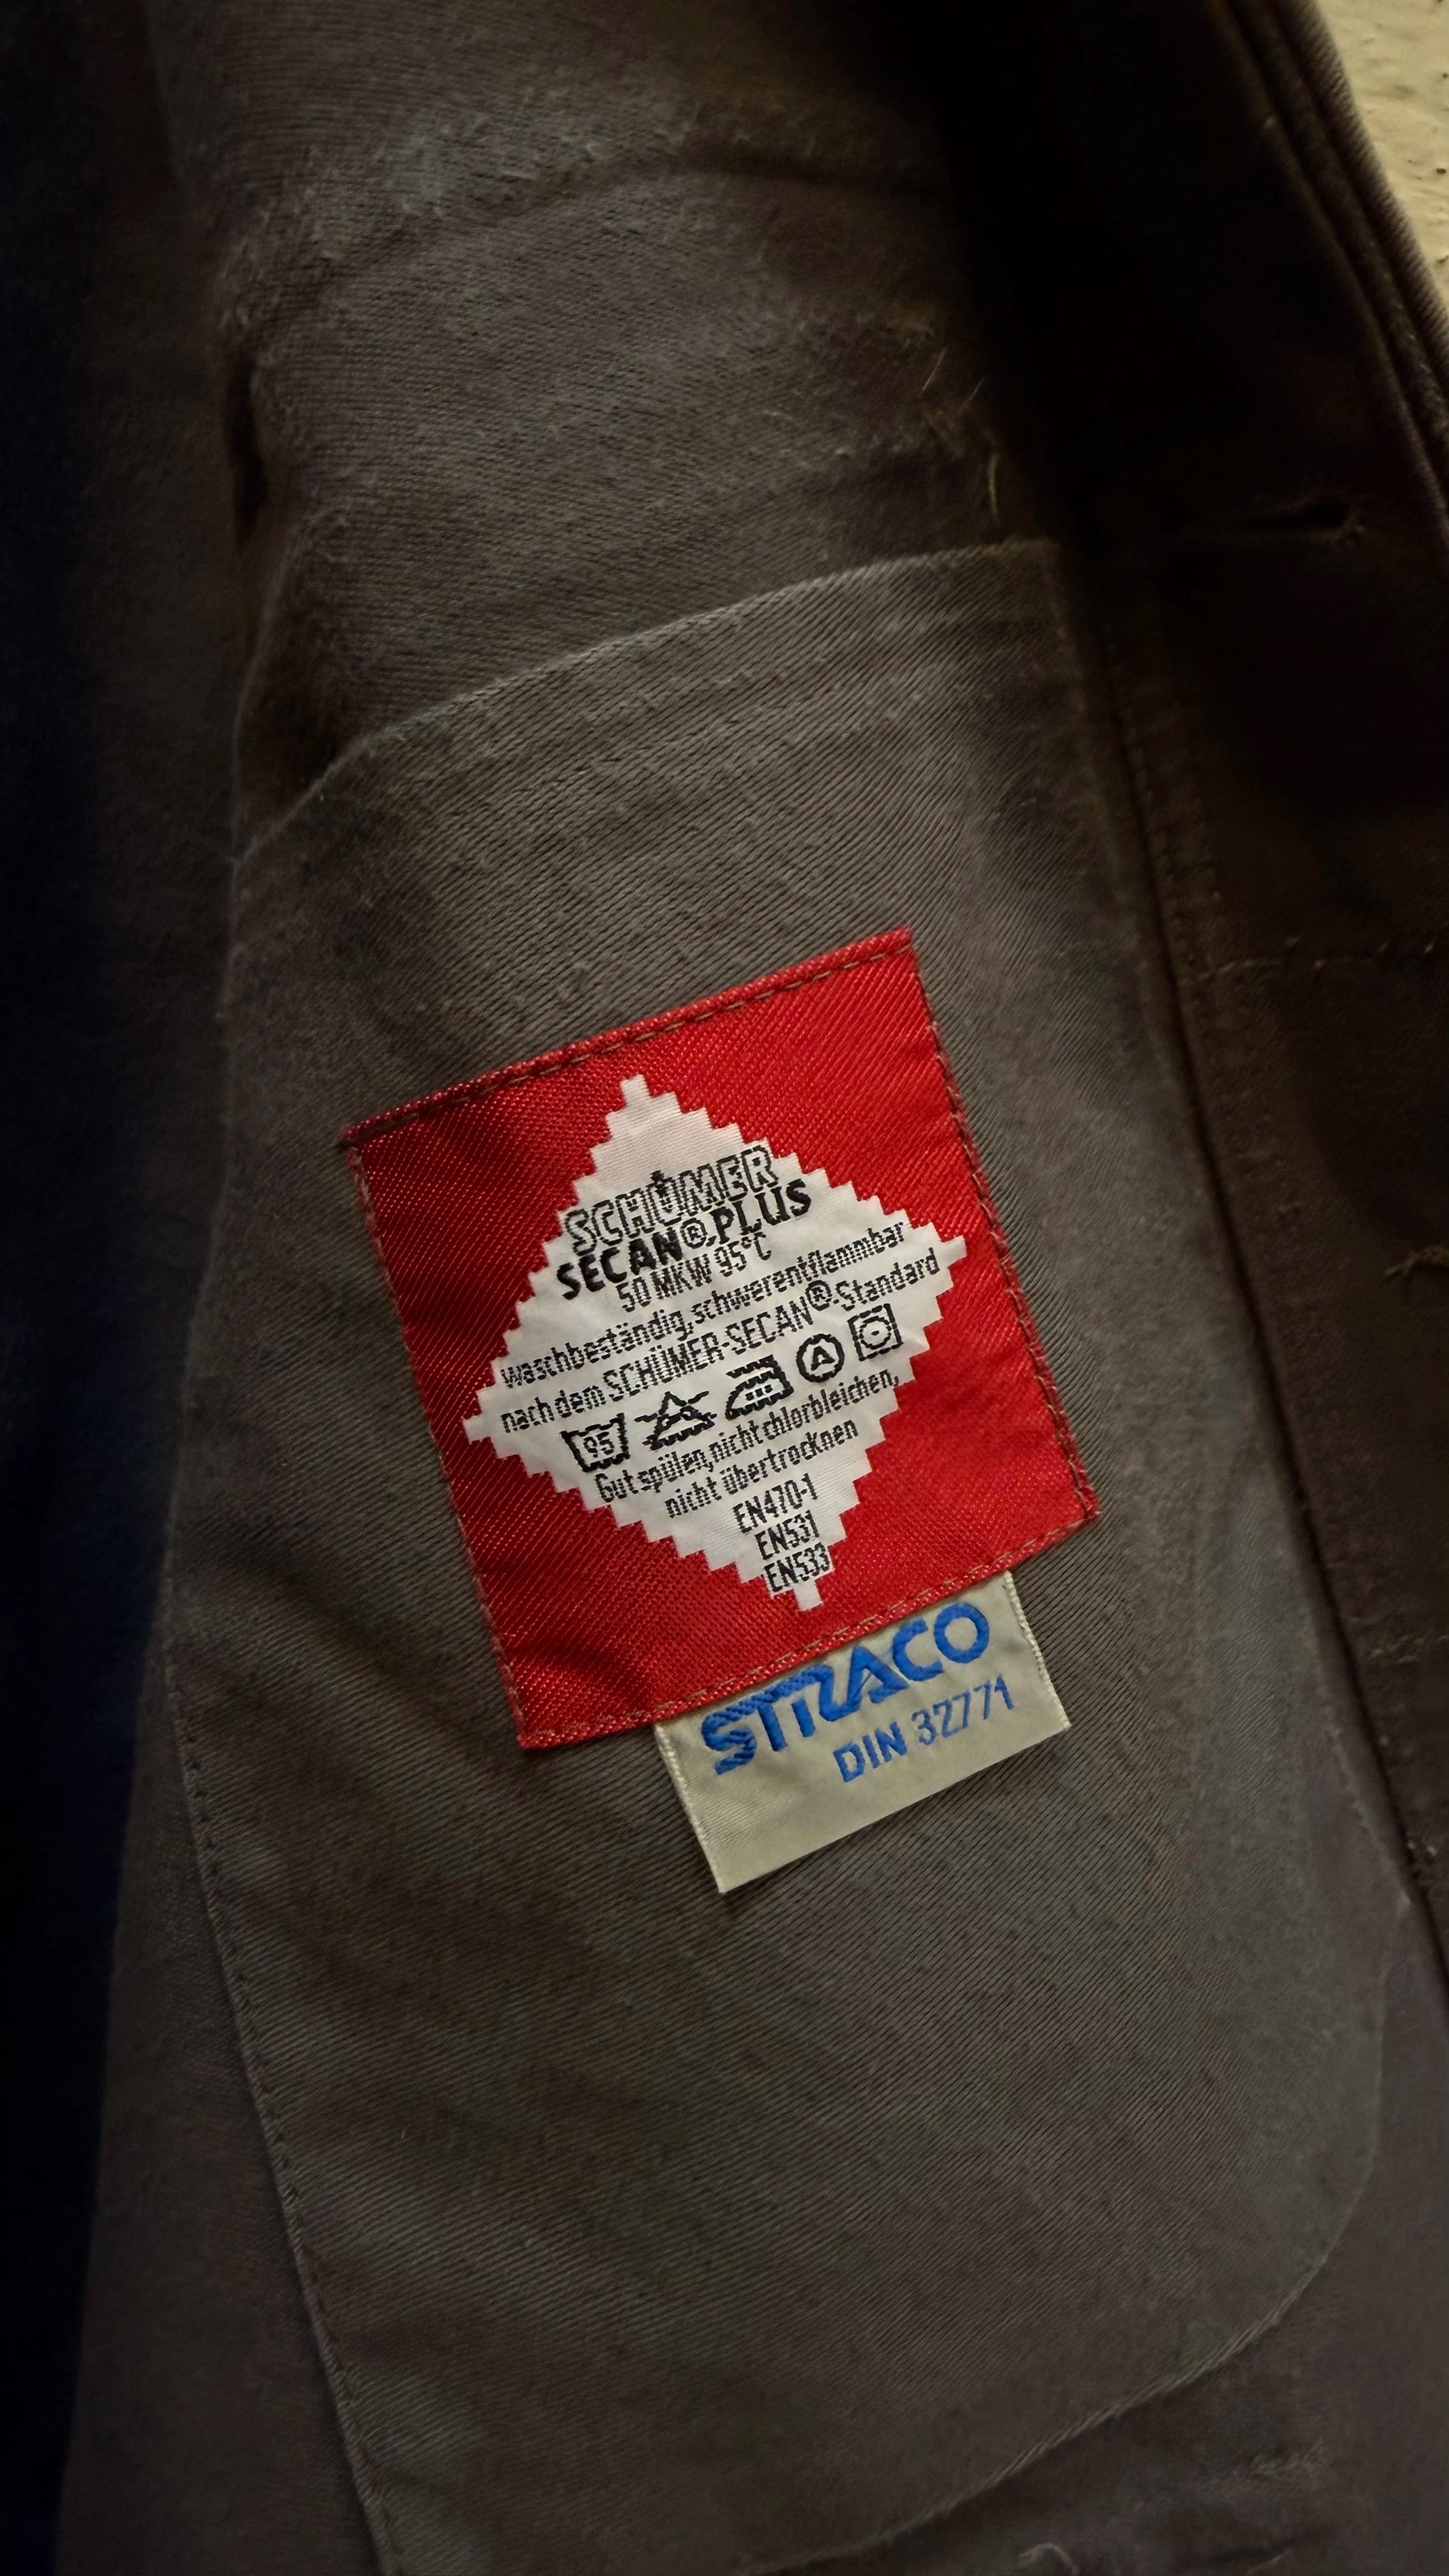 SCHÜMER
SECAN® PLUS
50 MKW 95°C
waschbeständig, schwerentflammbar
nach dem SCHÜMER-SECAN®-Standard
95 A
Gut spülen, nicht chlorbleichen,
nicht übertrocknen
EN470-1
EN531
EN533
STRACO
DIN 32771